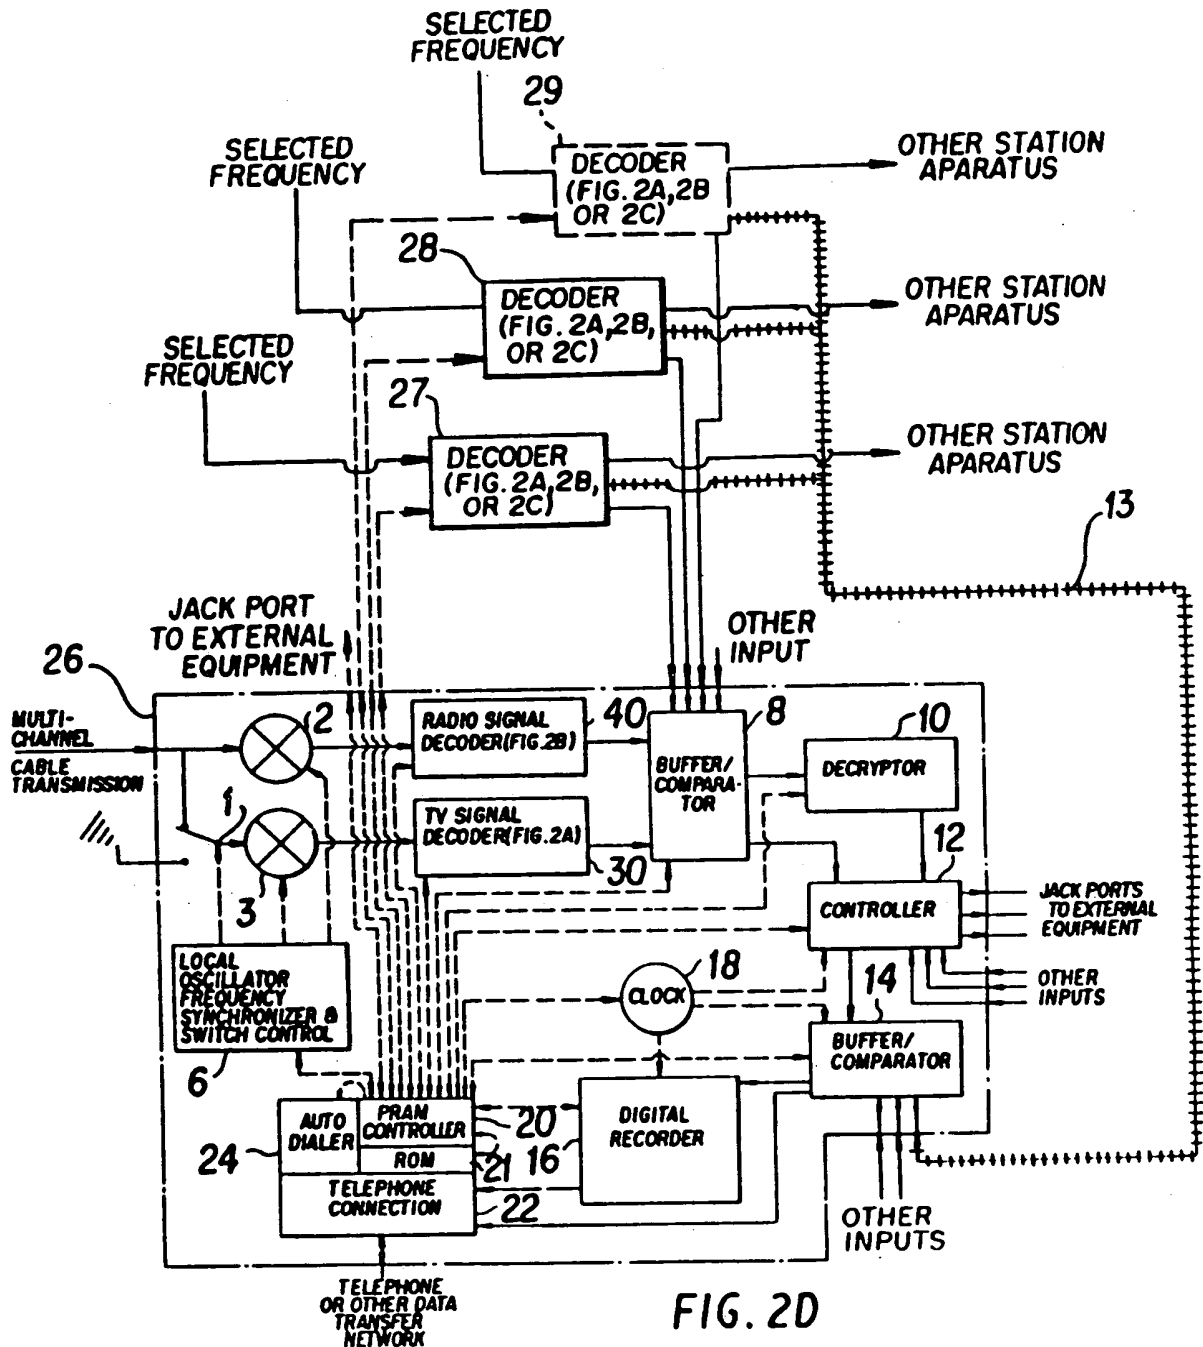 SELECTED
FREQUENCY
29
SELECTED
FREQUENCY
DECODER
(FIG. 2A,2B
OR 2C)
OTHER STATION
APARATUS
28
DECODER
(FIG. 2A,2B,
OR 2C)
OTHER STATION
APARATUS
SELECTED
FREQUENCY
27
DECODER
(FIG. 2A,2B,
OR 2C)
OTHER STATION
APARATUS
13
JACK PORT
TO EXTERNAL
EQUIPMENT
OTHER
INPUT
26
MULTI-
CHANNEL
CABLE
TRANSMISSION
2
RADIO SIGNAL
DECODER(FIG.2B)
40
8
BUFFER/
COMPARA-
TOR
10
DECRYPTOR
1
3
TV SIGNAL
DECODER(FIG.2A)
30
12
CONTROLLER
JACK PORTS
TO EXTERNAL
EQUIPMENT
OTHER
INPUTS
LOCAL
OSCILLATOR
FREQUENCY
SYNCHRONIZER &
SWITCH CONTROL
6
18
CLOCK
14
BUFFER/
COMPARATOR
AUTO
DIALER
24
PRAM
CONTROLLER
20
ROM
21
TELEPHONE
CONNECTION
22
16
DIGITAL
RECORDER
OTHER
INPUTS
TELEPHONE
OR OTHER DATA
TRANSFER
NETWORK
FIG. 2D